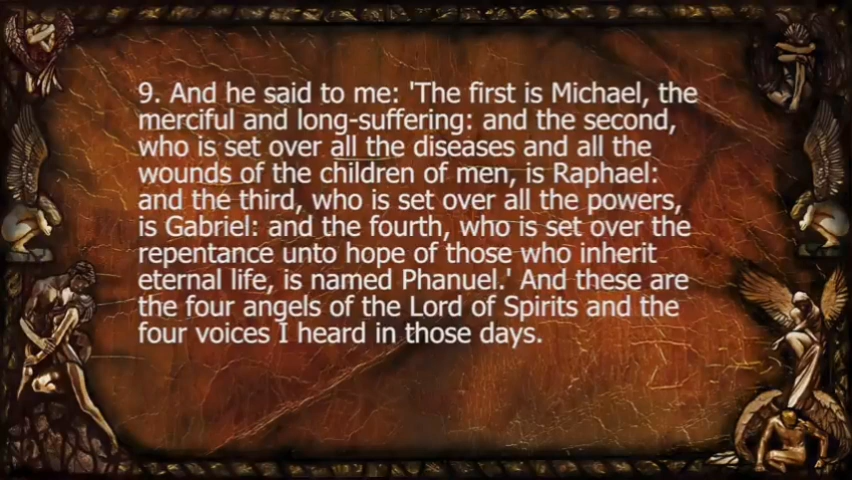 9. And he said to me: 'The first is Michael, the
merciful and long-suffering: and the second,
who is set over all the diseases and all the
wounds of the children of men, is Raphael:
and the third, who is set over all the powers,
is Gabriel: and the fourth, who is set over the
repentance unto hope of those who inherit
eternal life, is named Phanuel.' And these are
the four angels of the Lord of Spirits and the
four voices I heard in those days.